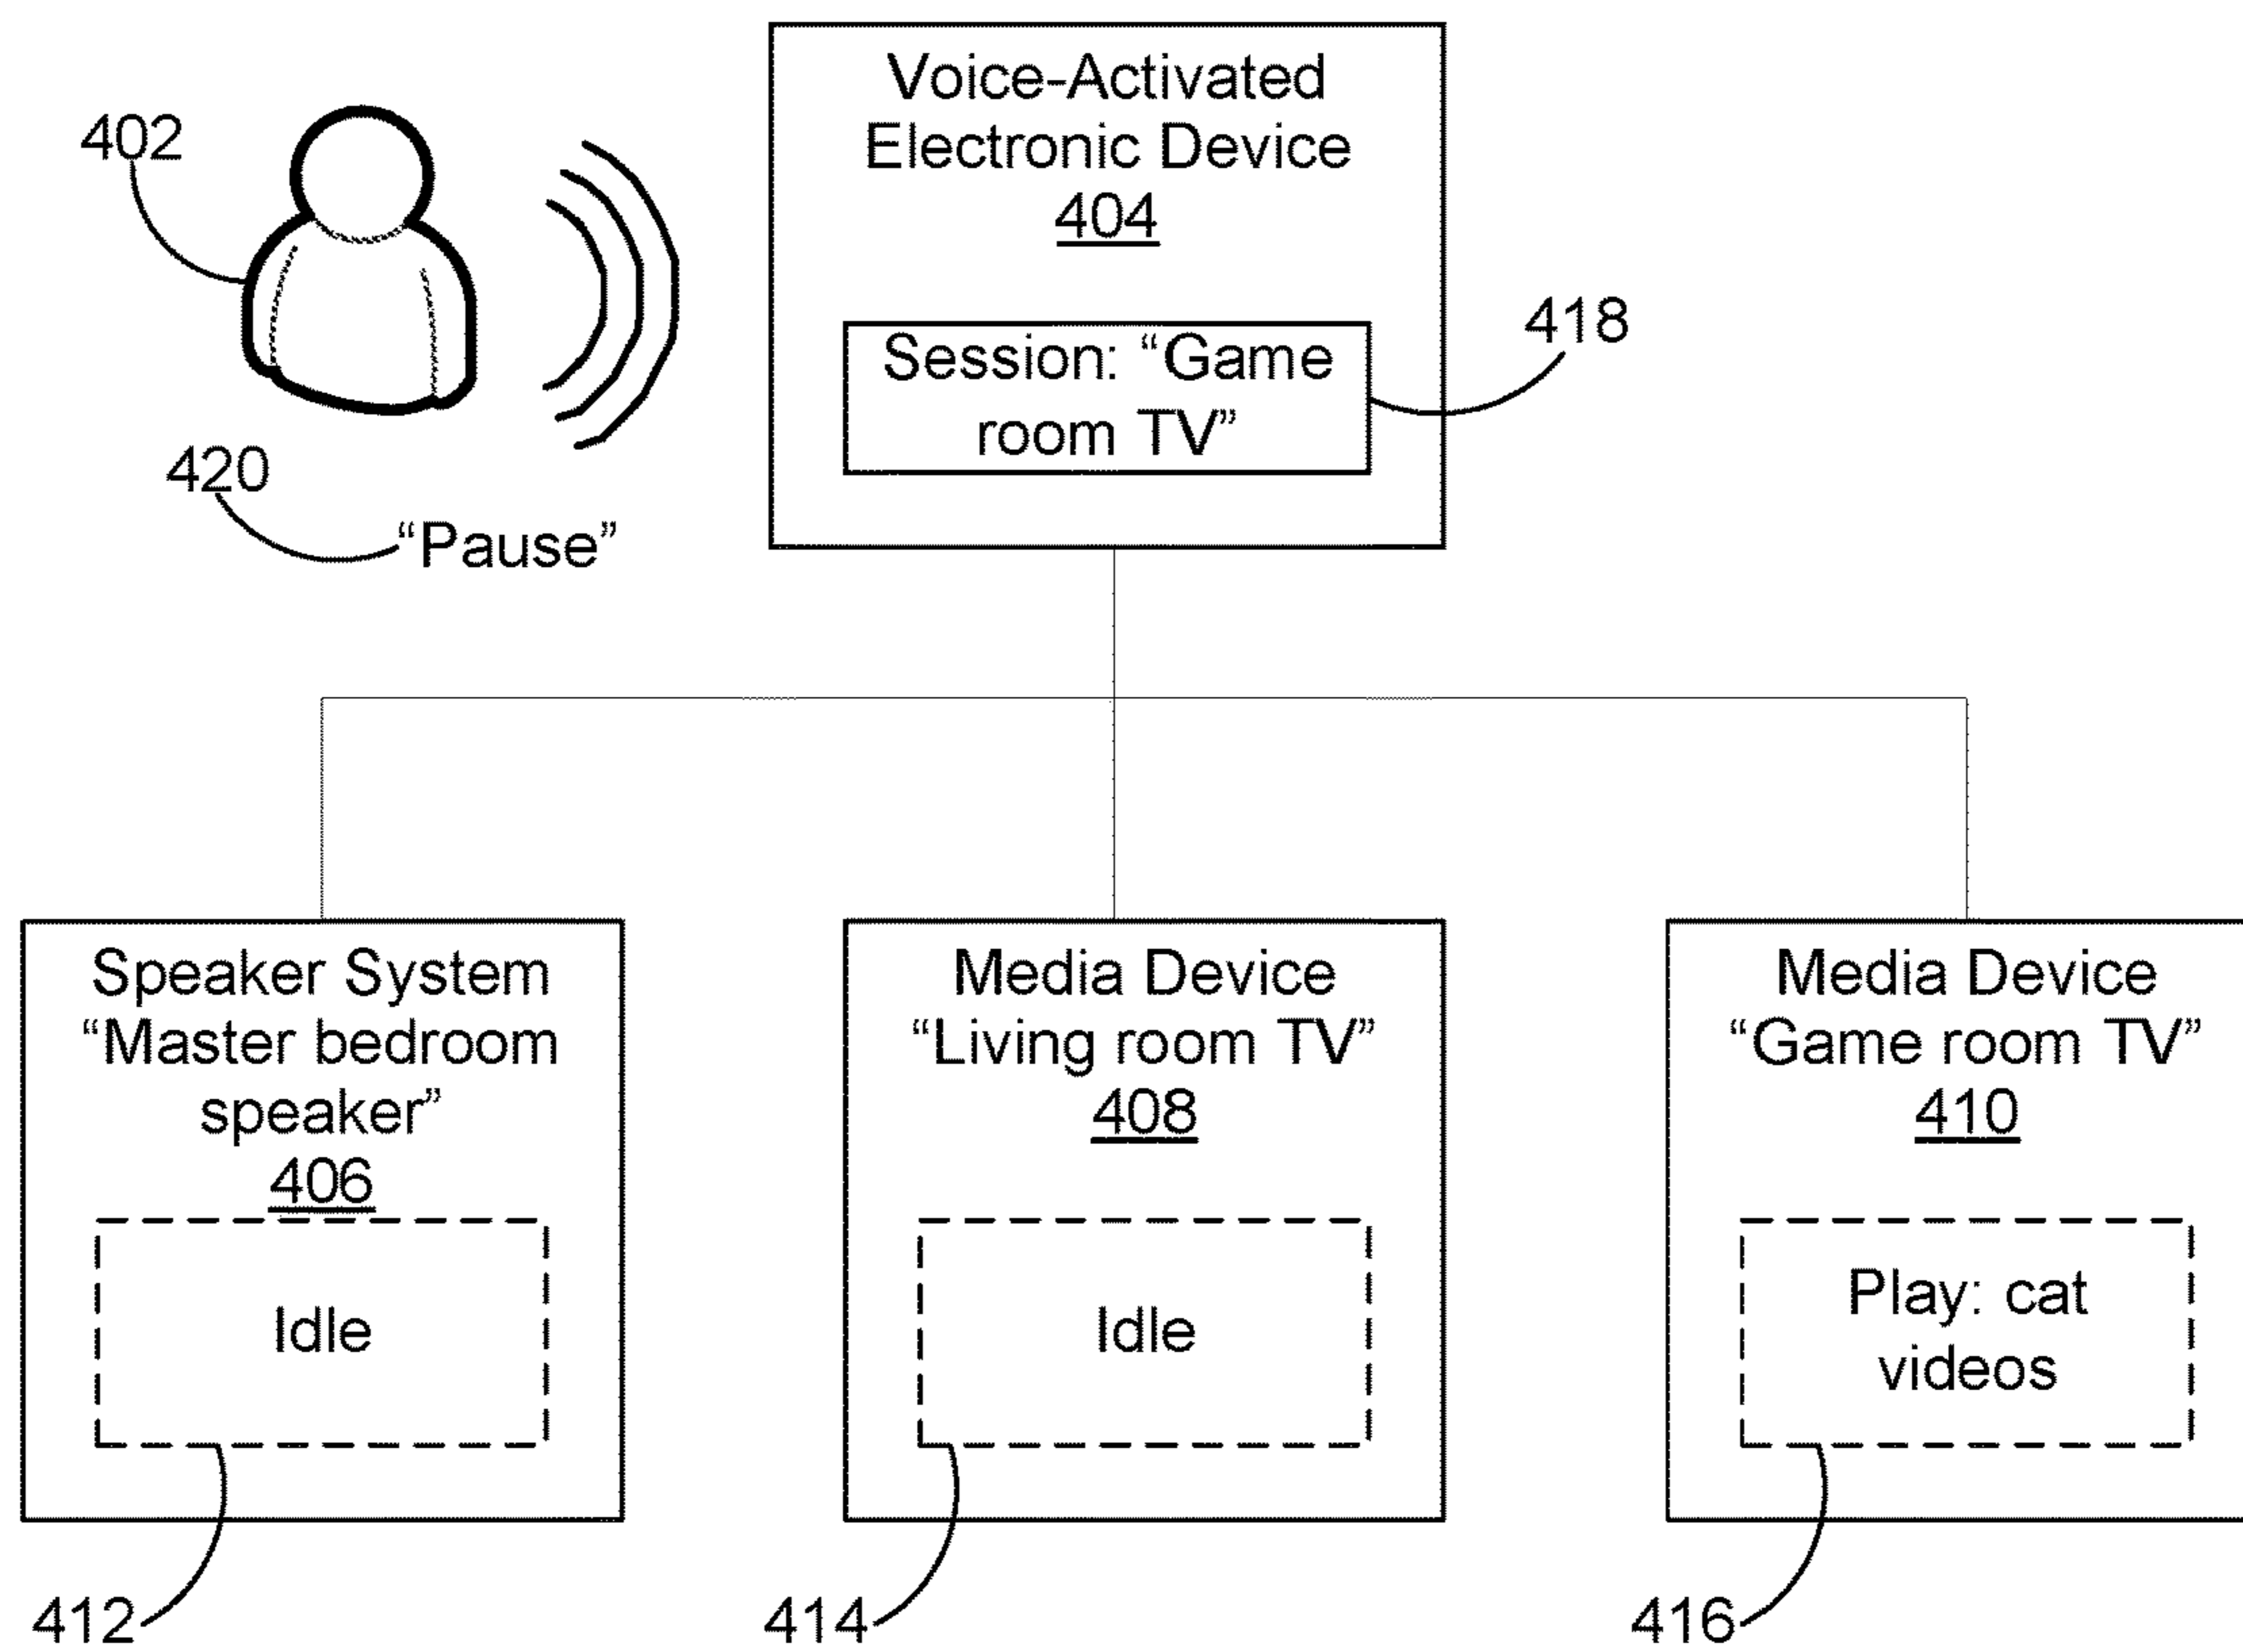 402
420
“Pause”
Voice-Activated
Electronic Device
404
Session: “Game
room TV”
418
Speaker System
“Master bedroom
speaker”
406
Idle
412
Media Device
“Living room TV”
408
Idle
414
Media Device
“Game room TV”
410
Play: cat
videos
416